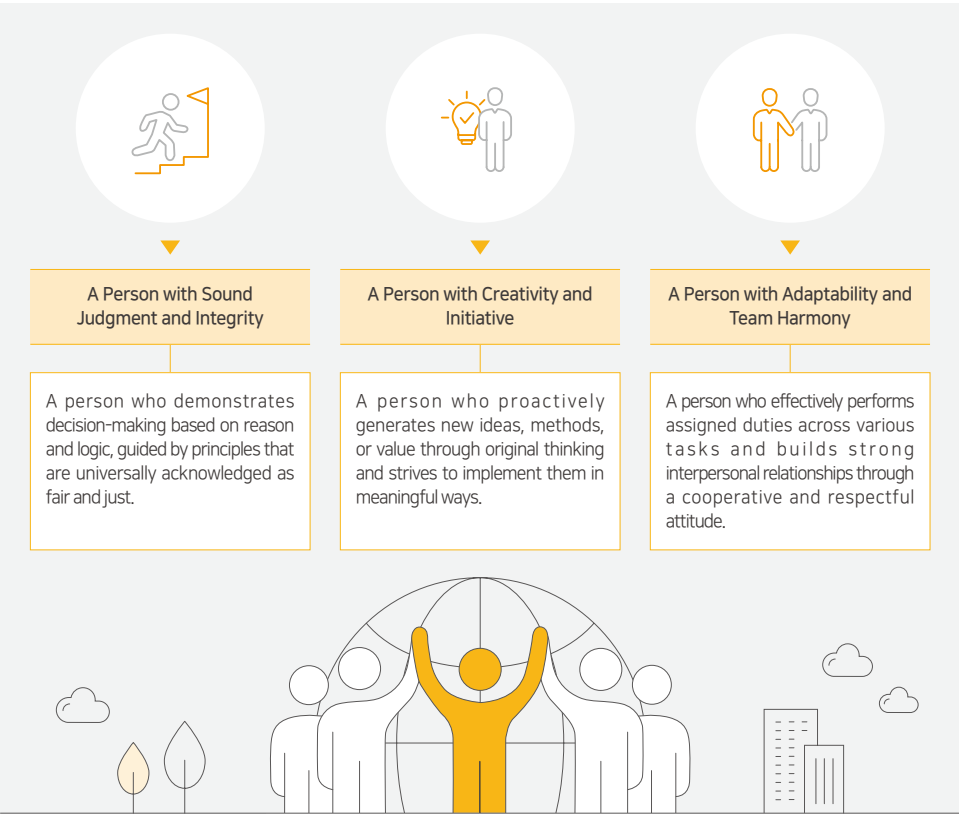 A Person with Sound
Judgment and Integrity
A person who demonstrates
decision-making based on reason
and logic, guided by principles that
are universally acknowledged as
fair and just.
A Person with Creativity and
Initiative
A person who proactively
generates new ideas, methods,
or value through original thinking
and strives to implement them in
meaningful ways.
A Person with Adaptability and
Team Harmony
A person who effectively performs
assigned duties across various
tasks and builds strong
interpersonal relationships through
a cooperative and respectful
attitude.